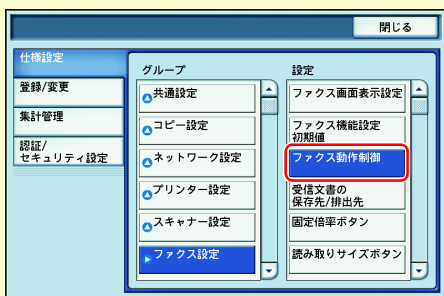 閉じる
仕様設定
登録/変更
集計管理
認証/
セキュリティ設定
グループ
共通設定
コピー設定
ネットワーク設定
プリンター設定
スキャナー設定
ファクス設定
設定
ファクス画面表示設定
ファクス機能設定
初期値
ファクス動作制御
受信文書の
保存先/排出先
固定倍率ボタン
読み取りサイズボタン